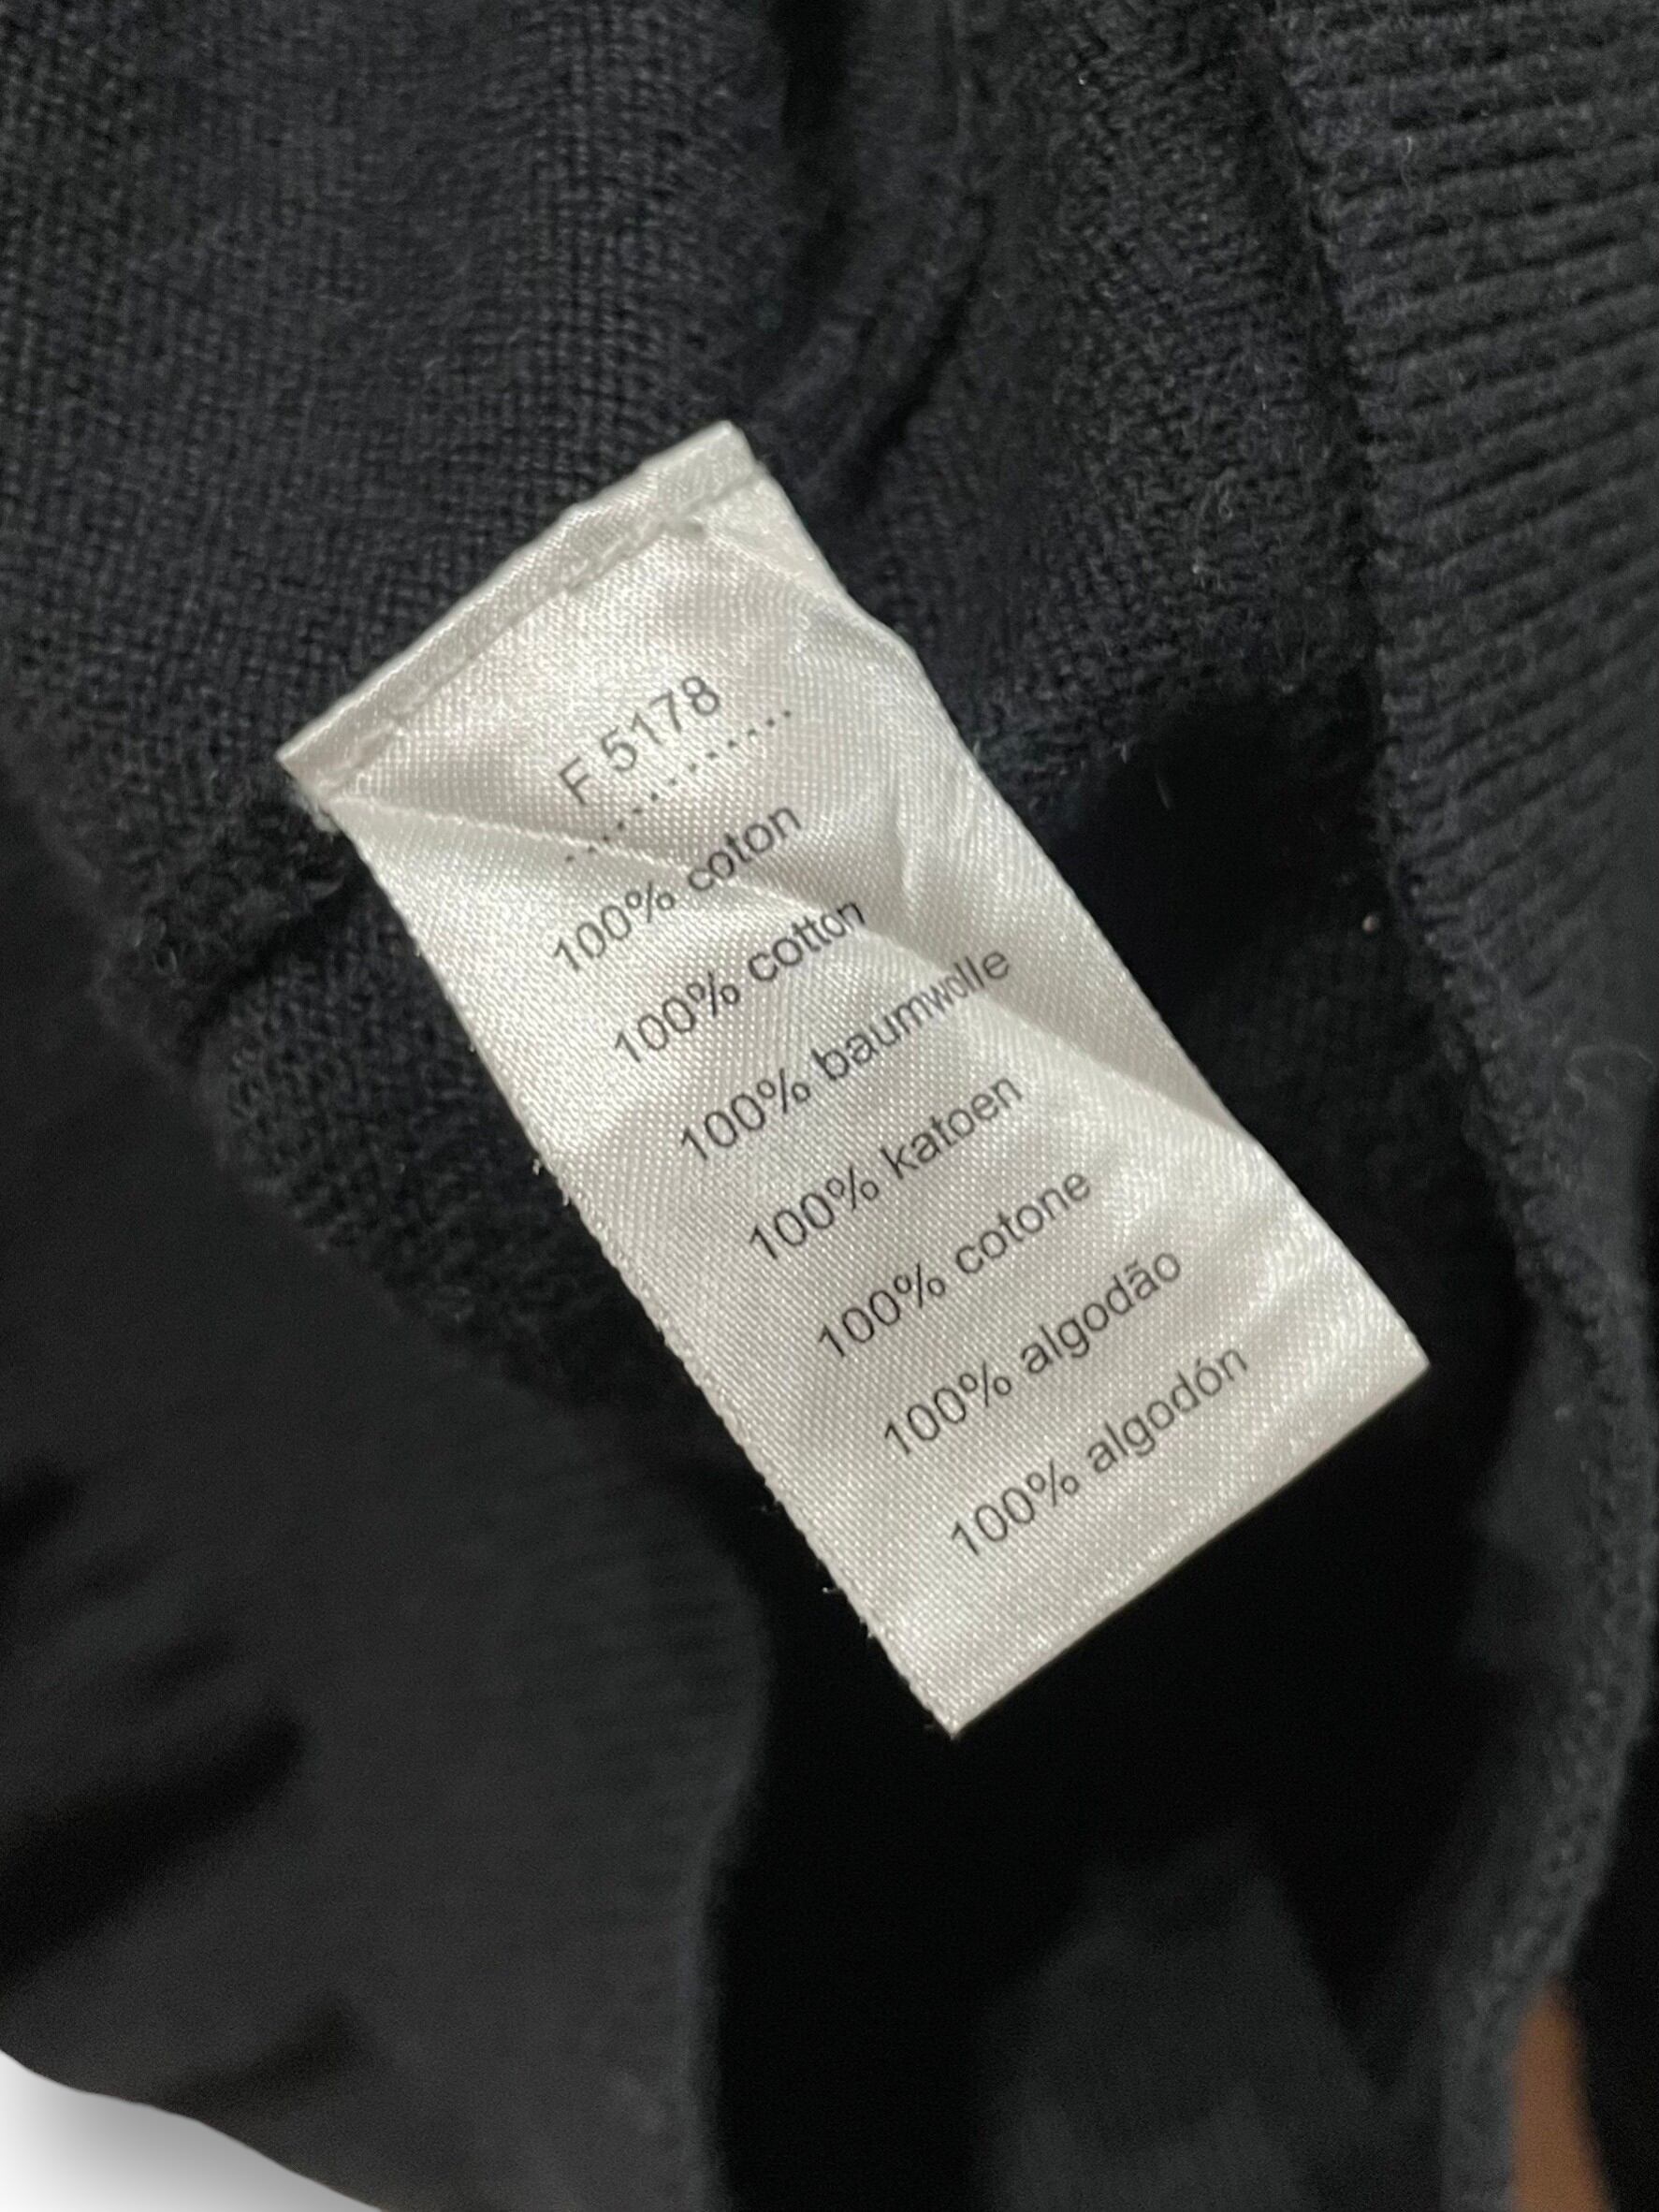 F 5178
............
100% coton
100% cotton
100% baumwolle
100% katoen
100% cotone
100% algodão
100% algodón